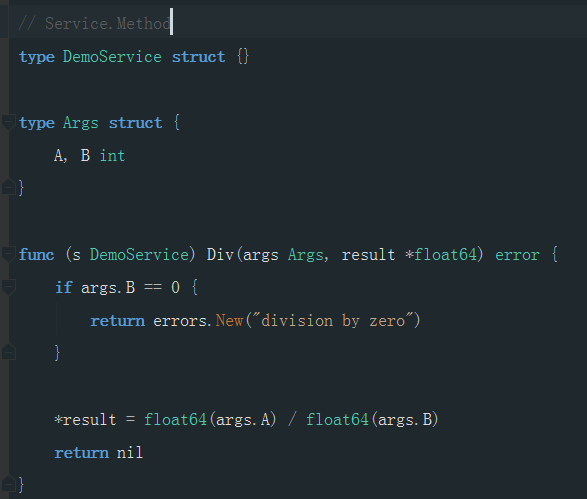 // Service.Method
type DemoService struct {}
type Args struct {
    A, B int
}
func (s DemoService) Div(args Args, result *float64) error {
    if args.B == 0 {
        return errors.New("division by zero")
    }
    *result = float64(args.A) / float64(args.B)
    return nil
}